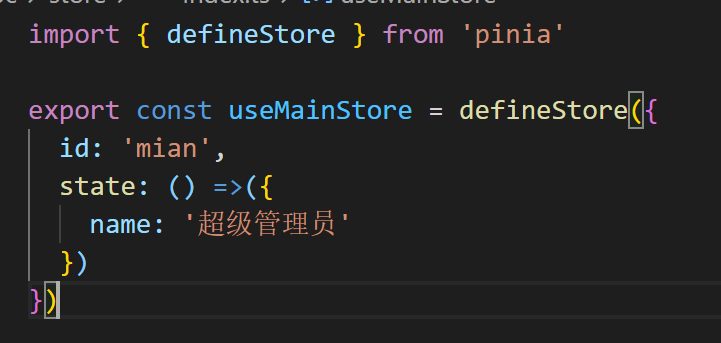 import { defineStore } from 'pinia'
export const useMainStore = defineStore({
id: 'mian',
state: () =>({
name: '超级管理员'
})
})